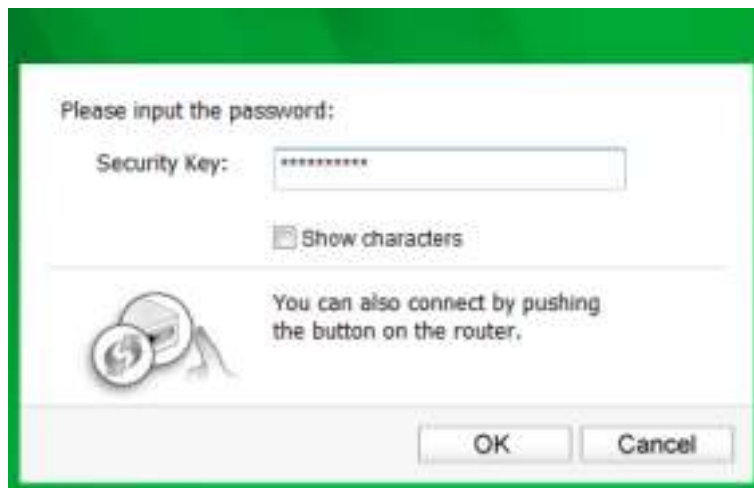 Please input the password:
Security Key: **********
Show characters
You can also connect by pushing
the button on the router.
OK Cancel